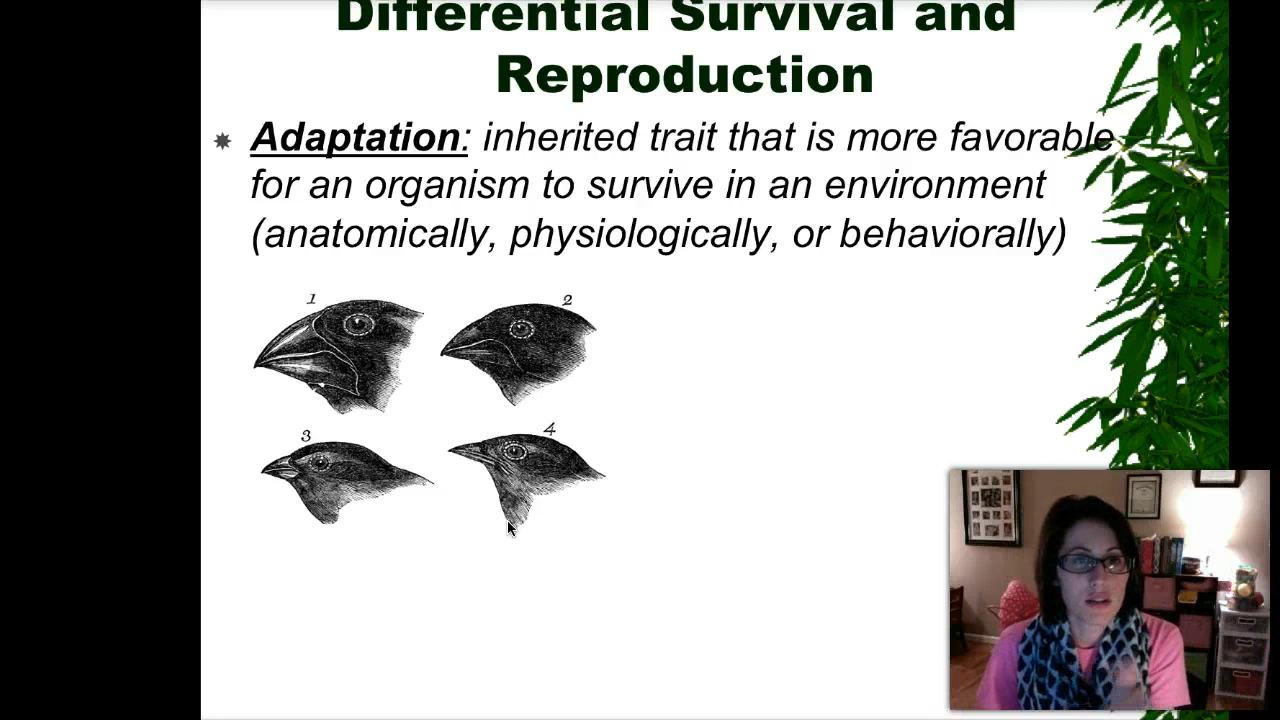 Differential Survival and
Reproduction
Adaptation: inherited trait that is more favorable
for an organism to survive in an environment
(anatomically, physiologically, or behaviorally)
1
2
3
4